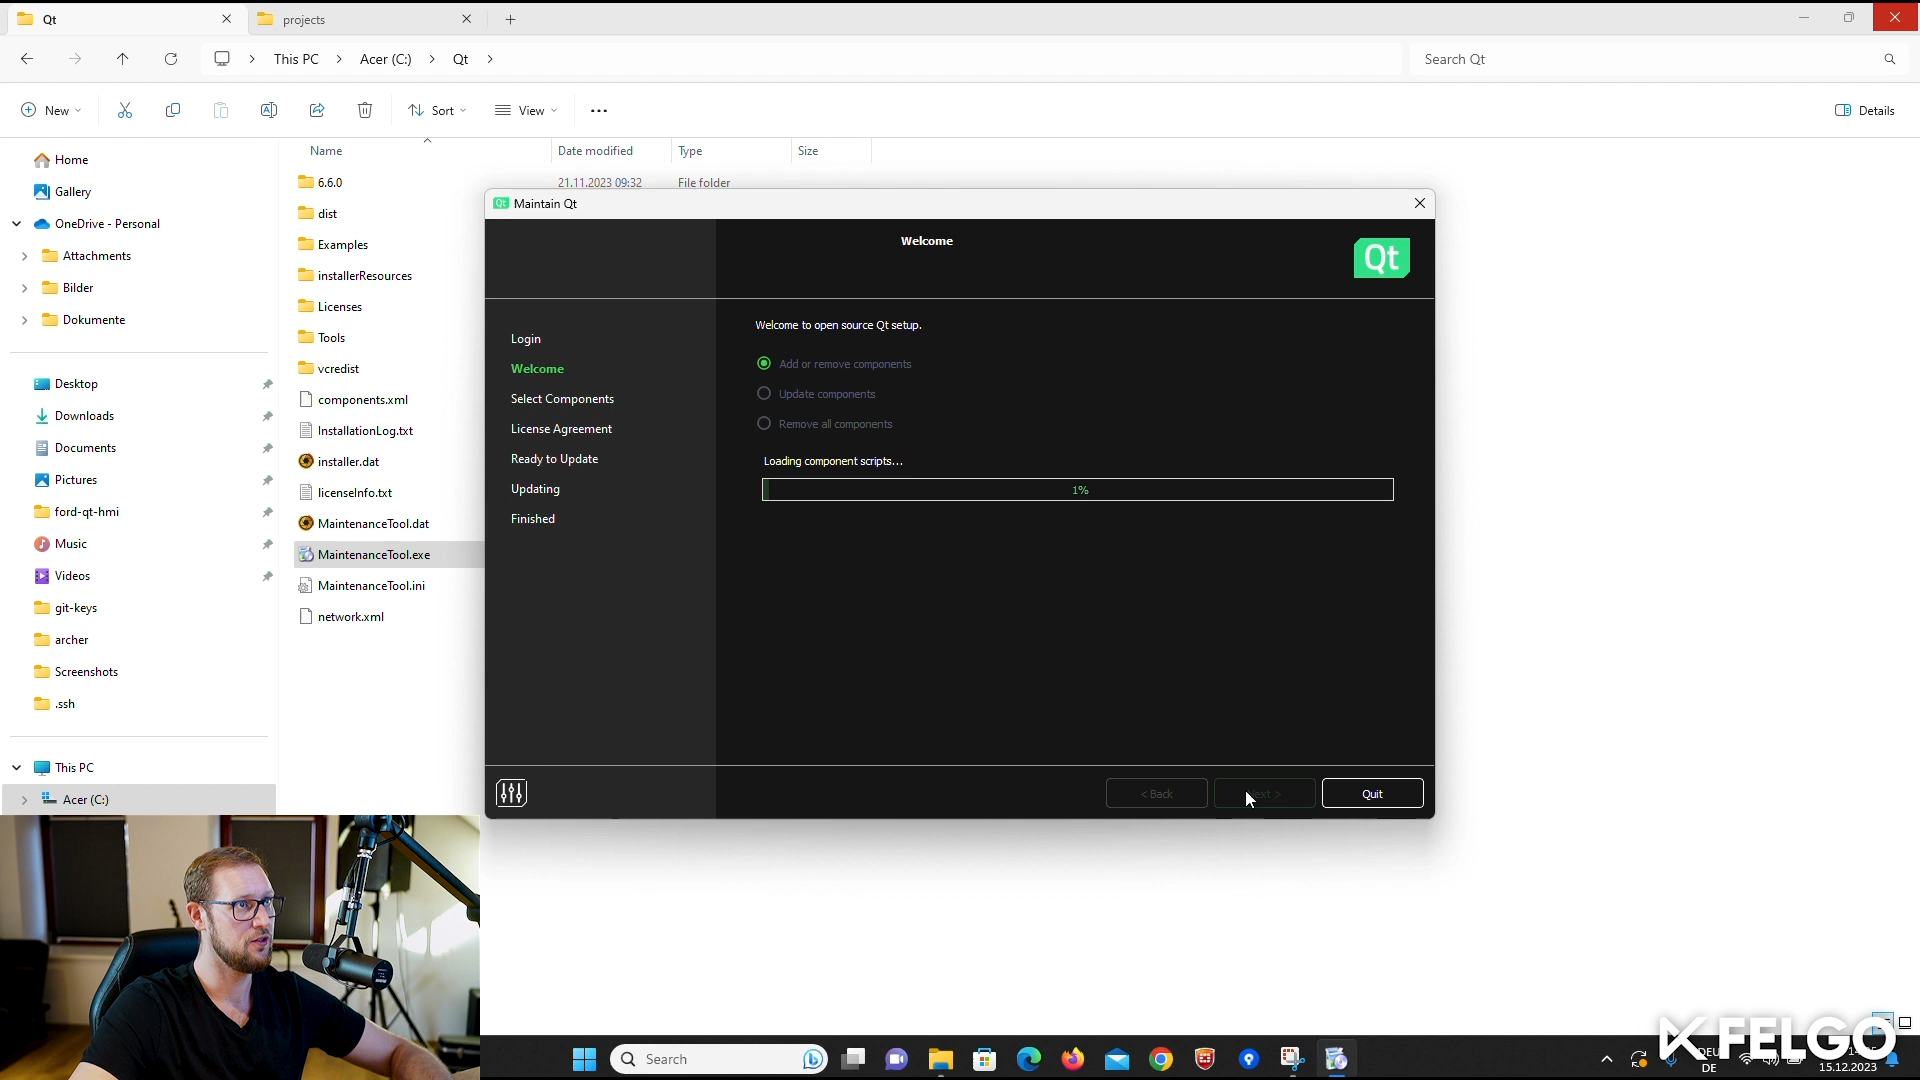 Qt
projects
This PC
Acer (C:)
Qt
Search Qt
New
Sort
View
Details
Name
Date modified
Type
Size
Home
Gallery
OneDrive - Personal
Attachments
Bilder
Dokumente
Desktop
Downloads
Documents
Pictures
ford-qt-hmi
Music
Videos
git-keys
archer
Screenshots
.ssh
This PC
Acer (C:)
6.6.0
21.11.2023 09:32
File folder
dist
Examples
installerResources
Licenses
Tools
vcredist
components.xml
InstallationLog.txt
installer.dat
licenseInfo.txt
MaintenanceTool.dat
MaintenanceTool.exe
MaintenanceTool.ini
network.xml
Qt Maintain Qt
Welcome
Qt
Login
Welcome
Select Components
License Agreement
Ready to Update
Updating
Finished
Welcome to open source Qt setup.
Add or remove components
Update components
Remove all components
Loading component scripts...
1%
< Back
Quit
Search
DEU
DE
15.12.2023
FELGO